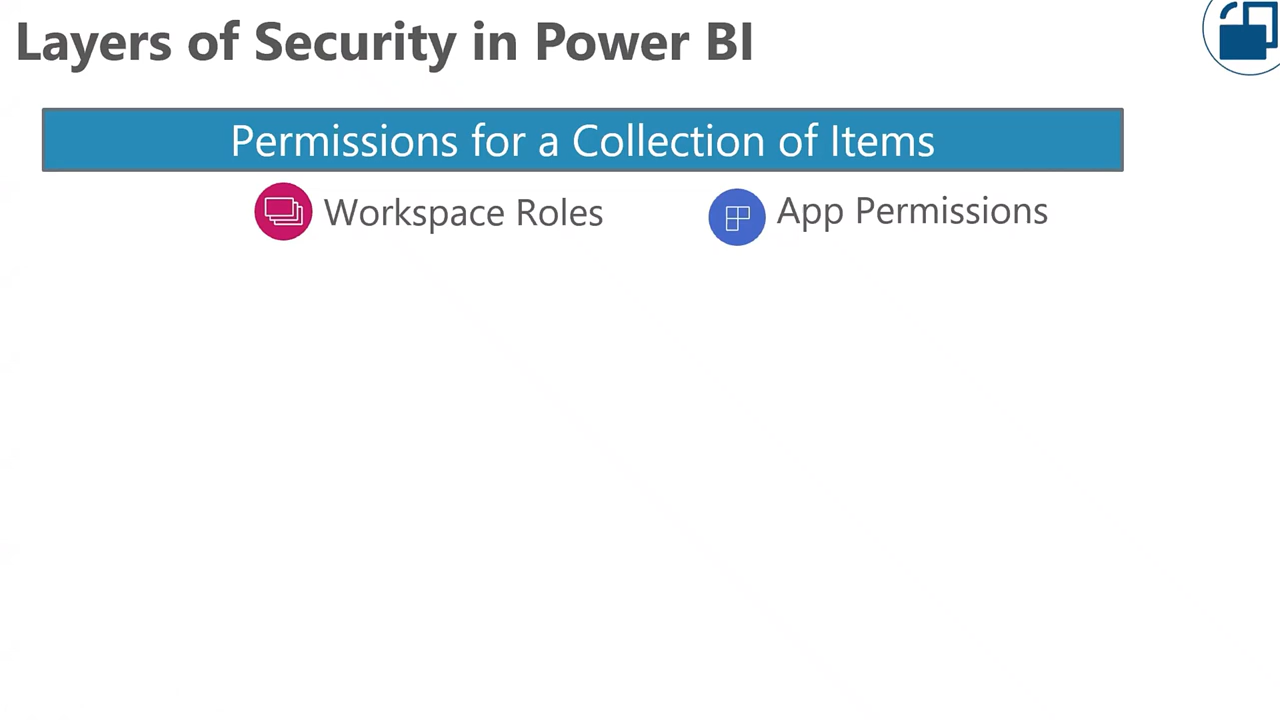 Layers of Security in Power BI
Permissions for a Collection of Items
Workspace Roles
App Permissions